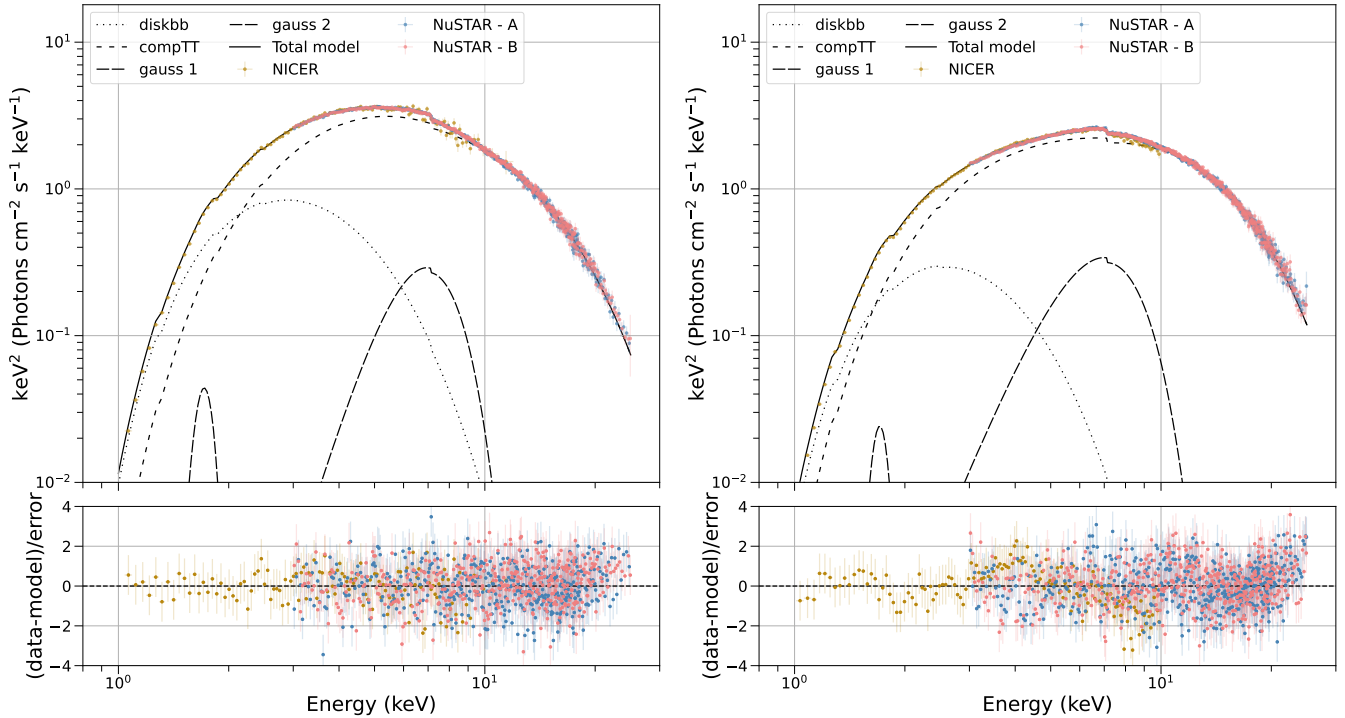 diskbb
compTT
gauss 1
gauss 2
Total model
NICER
NuSTAR - A
NuSTAR - B
keV² (Photons cm⁻² s⁻¹ keV⁻¹)
10¹
10⁰
10⁻¹
10⁻²
(data-model)/error
4
2
0
−2
−4
10⁰
10¹
Energy (keV)
diskbb
compTT
gauss 1
gauss 2
Total model
NICER
NuSTAR - A
NuSTAR - B
keV² (Photons cm⁻² s⁻¹ keV⁻¹)
10¹
10⁰
10⁻¹
10⁻²
(data-model)/error
4
2
0
−2
−4
10⁰
10¹
Energy (keV)